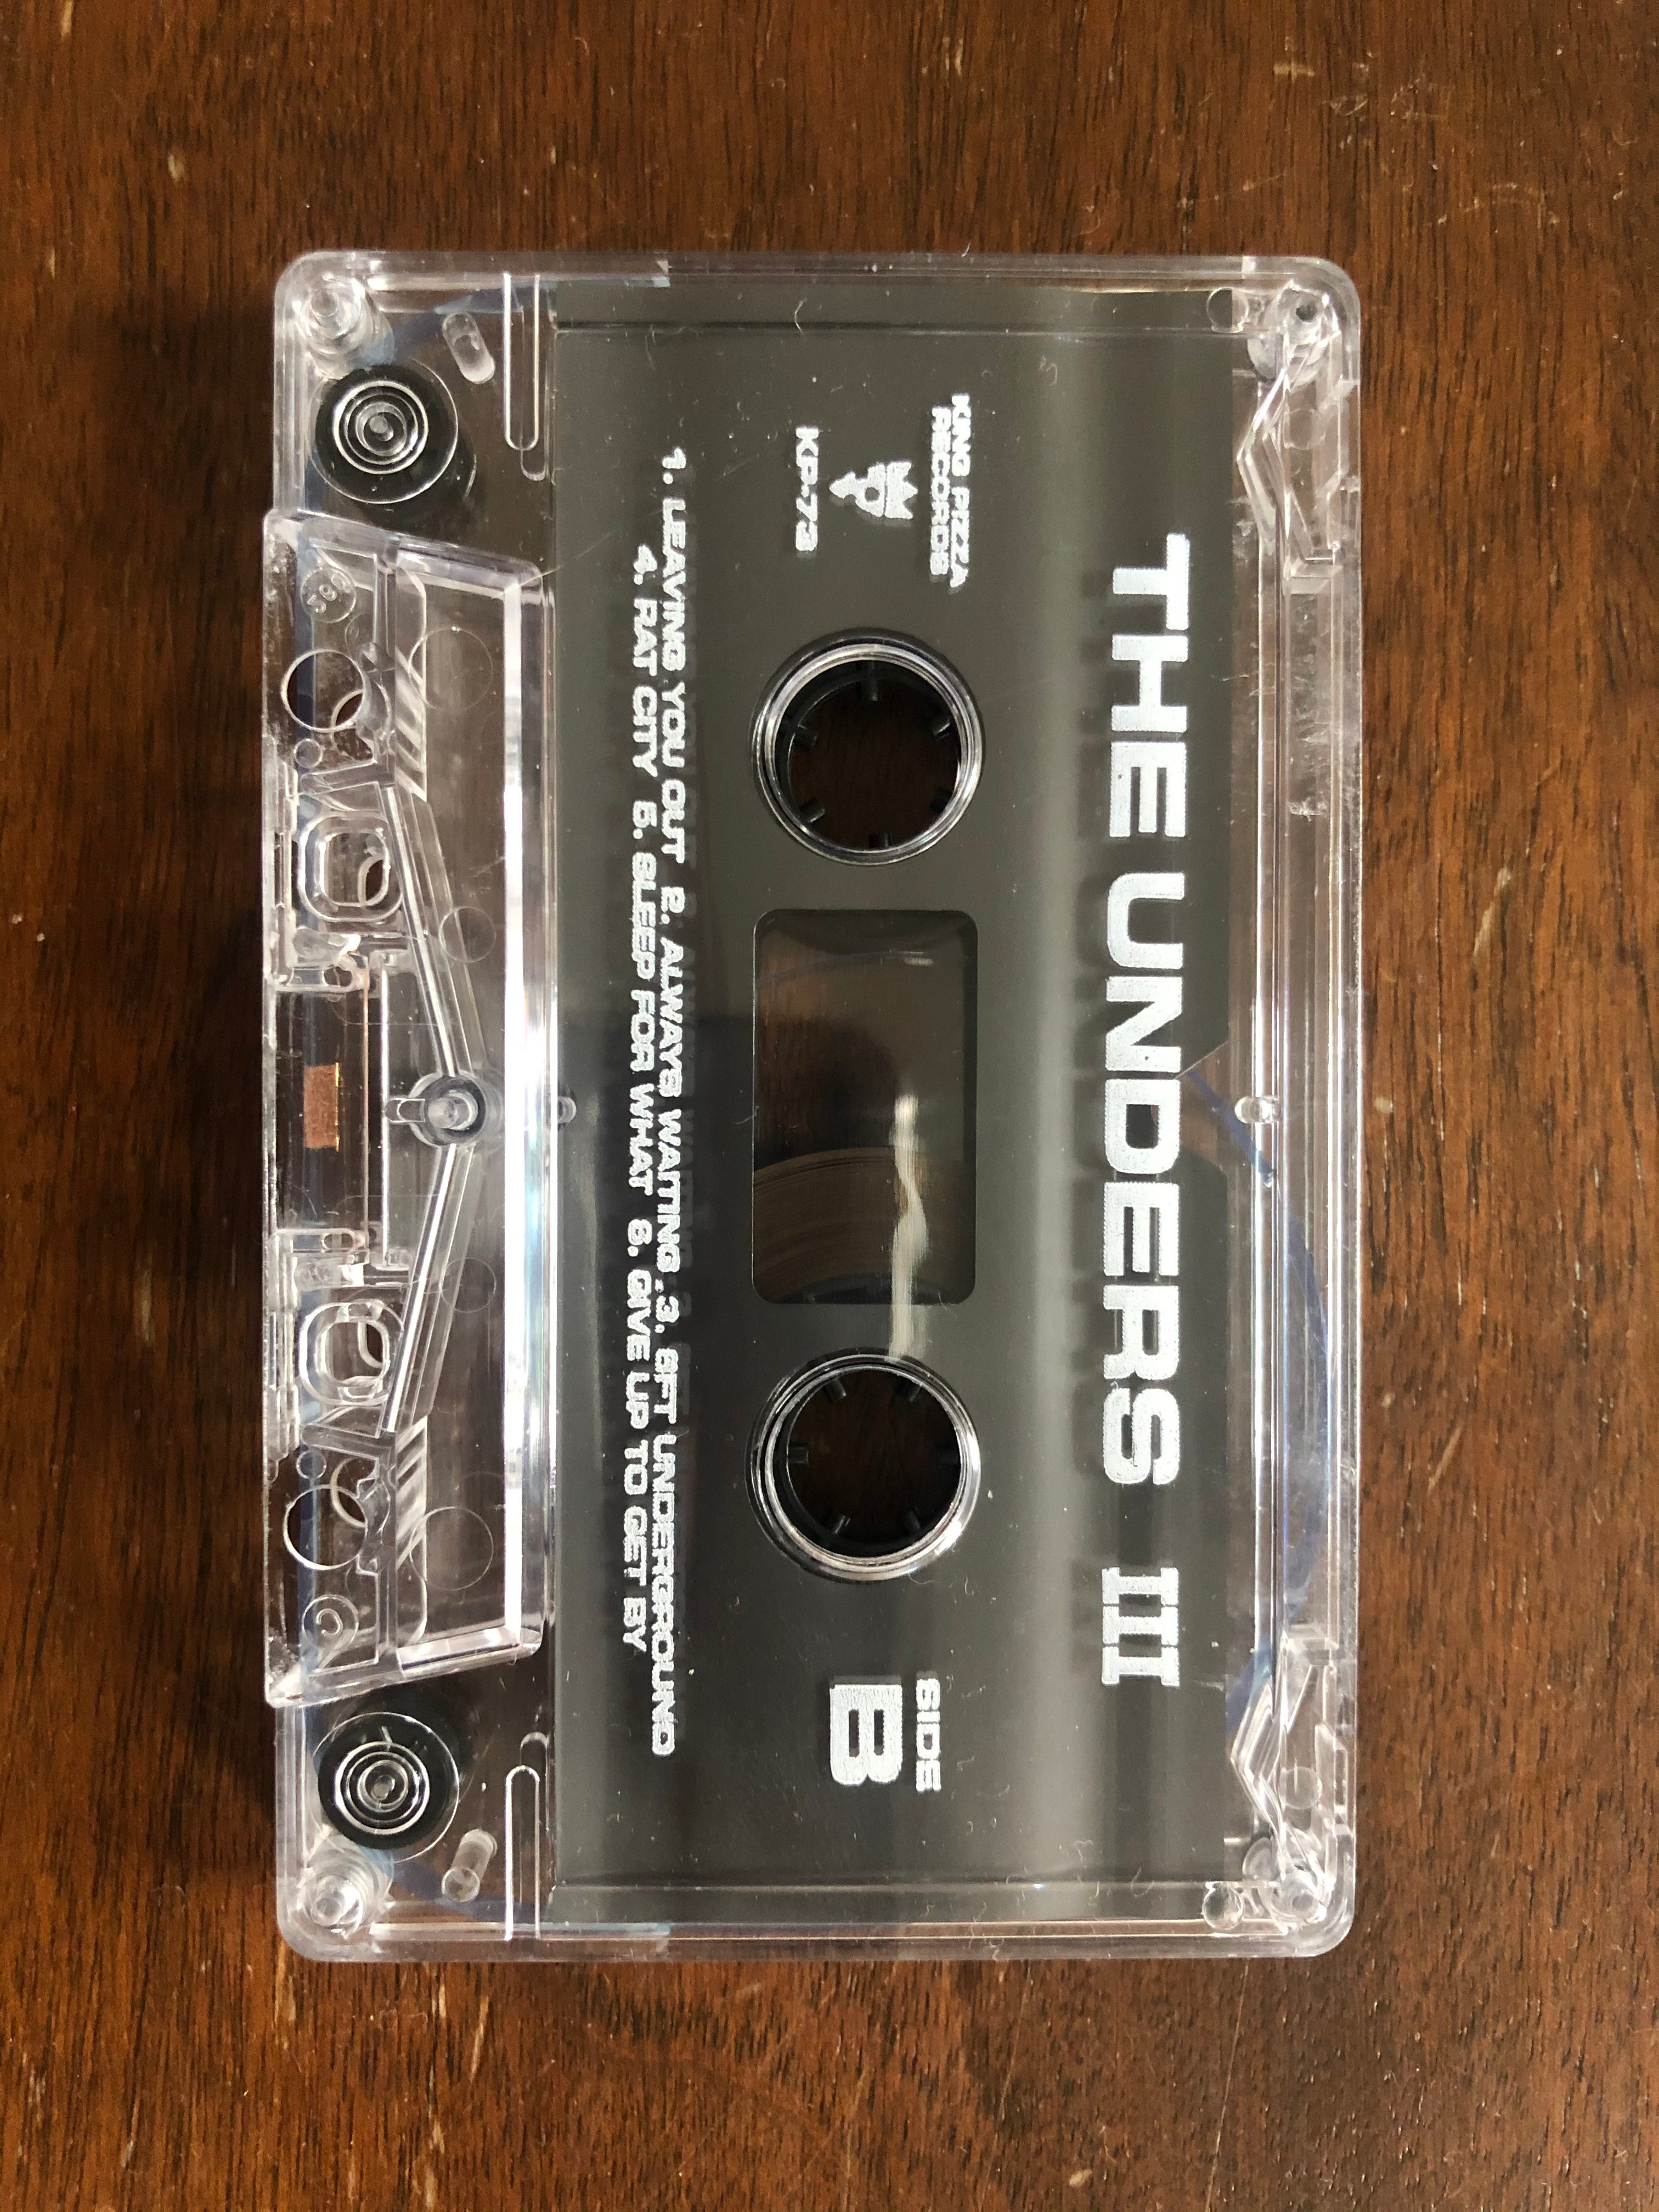 THE UNDERS III
KING PIZZA
RECORDS
KP-73
SIDE
B
1. LEAVING YOU OUT 2. ALWAYS WAITING 3. 6FT UNDERGROUND
4. RAT CITY 5. SLEEP FOR WHAT 6. GIVE UP TO GET BY